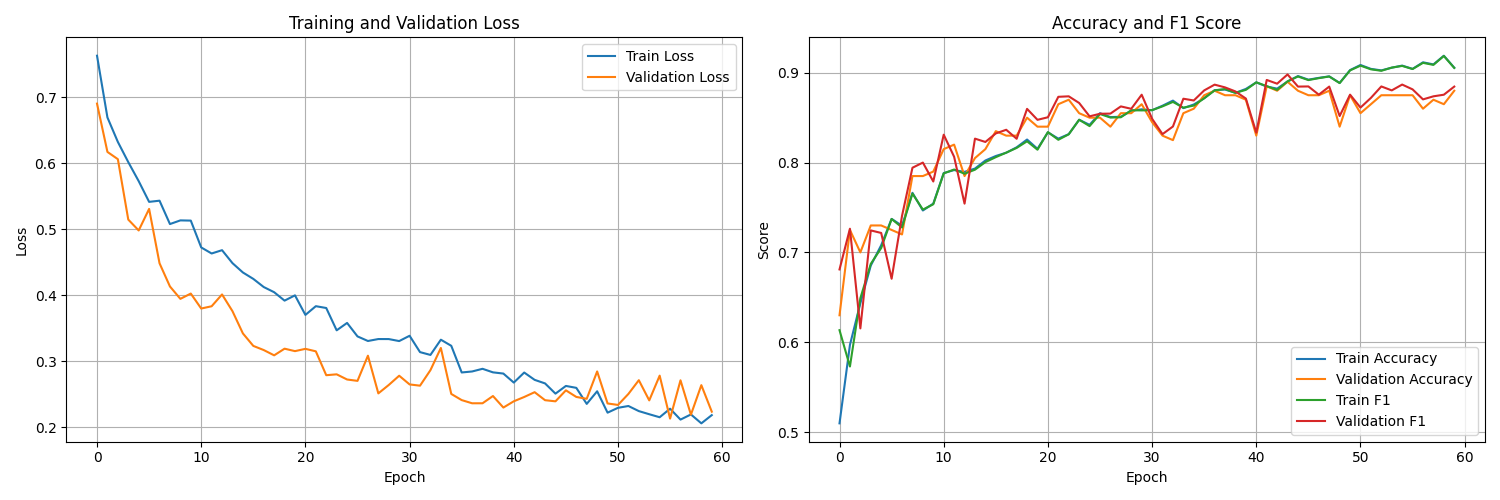 Training and Validation Loss
Train Loss
Validation Loss
0.7
0.6
0.5
0.4
0.3
0.2
Loss
0
10
20
30
40
50
60
Epoch
Accuracy and F1 Score
0.9
0.8
0.7
0.6
0.5
Score
Train Accuracy
Validation Accuracy
Train F1
Validation F1
0
10
20
30
40
50
60
Epoch